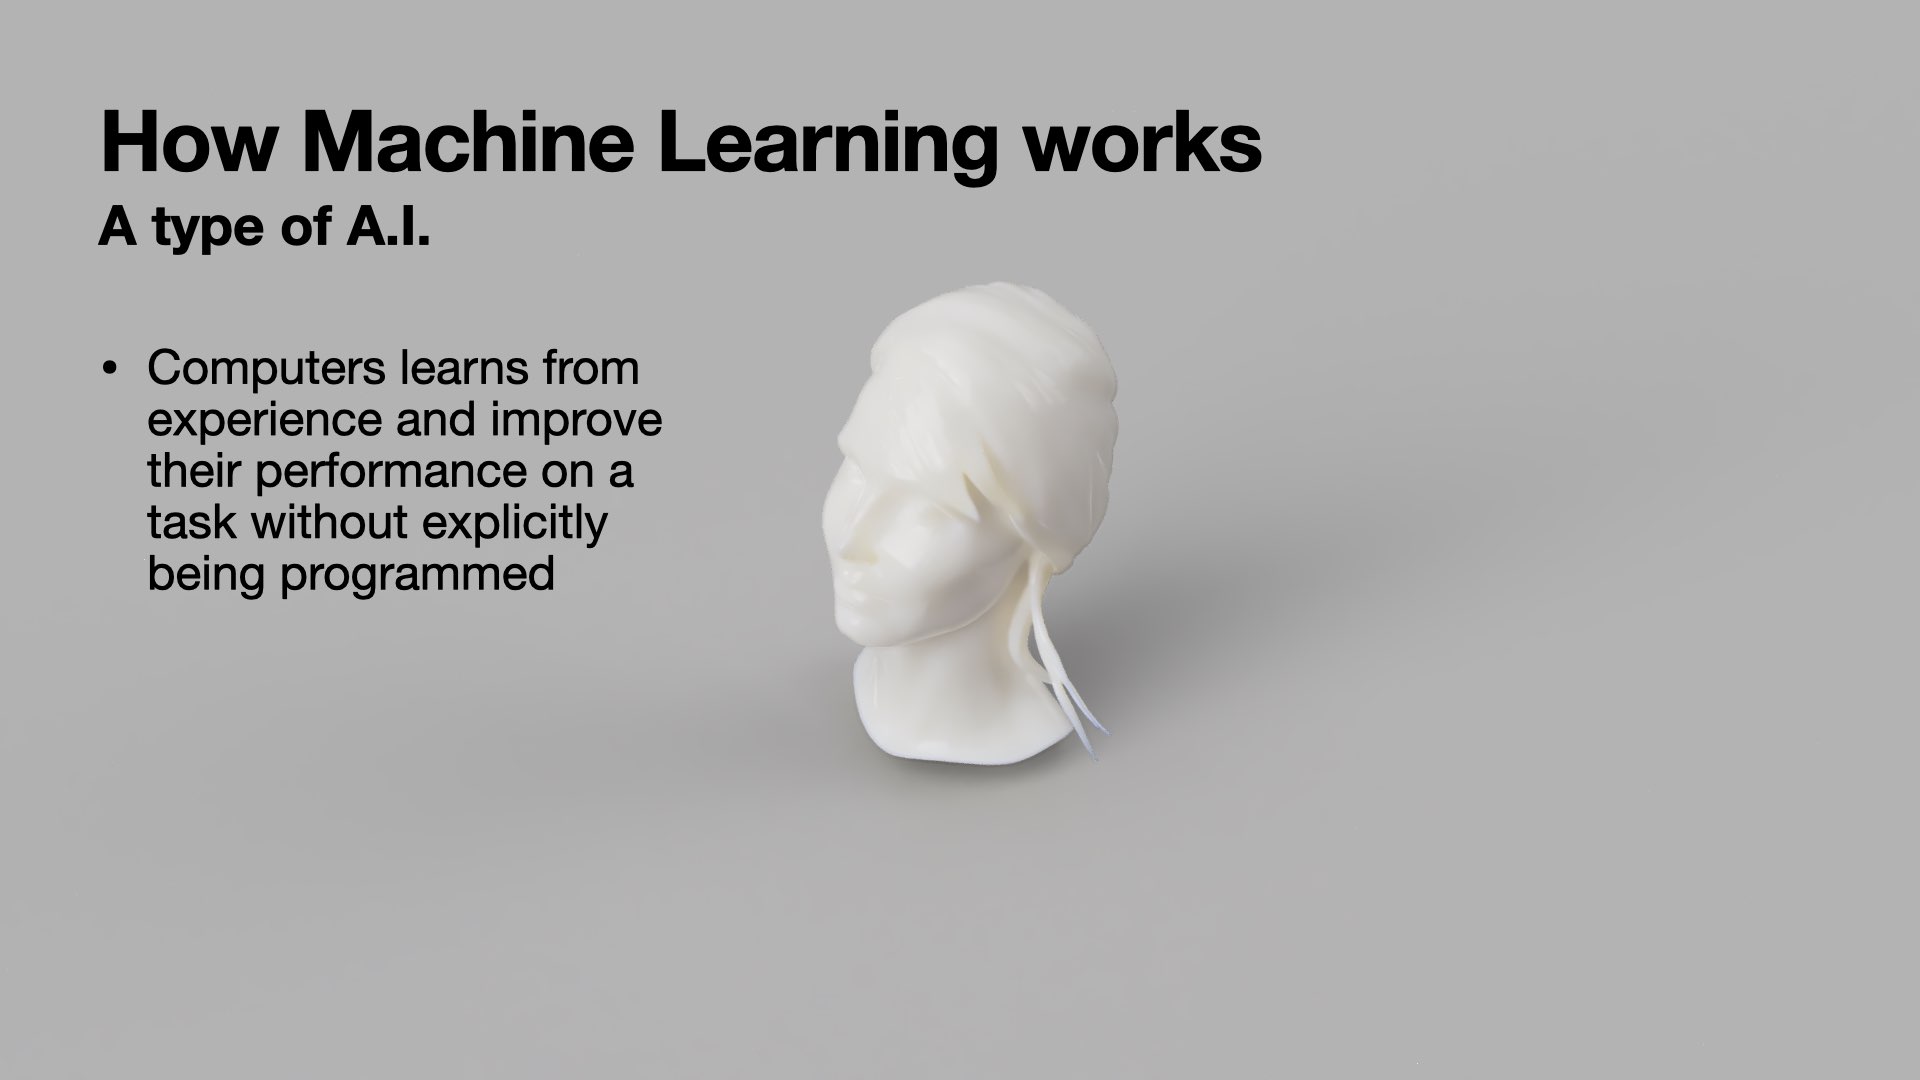 How Machine Learning works
A type of A.I.
• Computers learns from
experience and improve
their performance on a
task without explicitly
being programmed